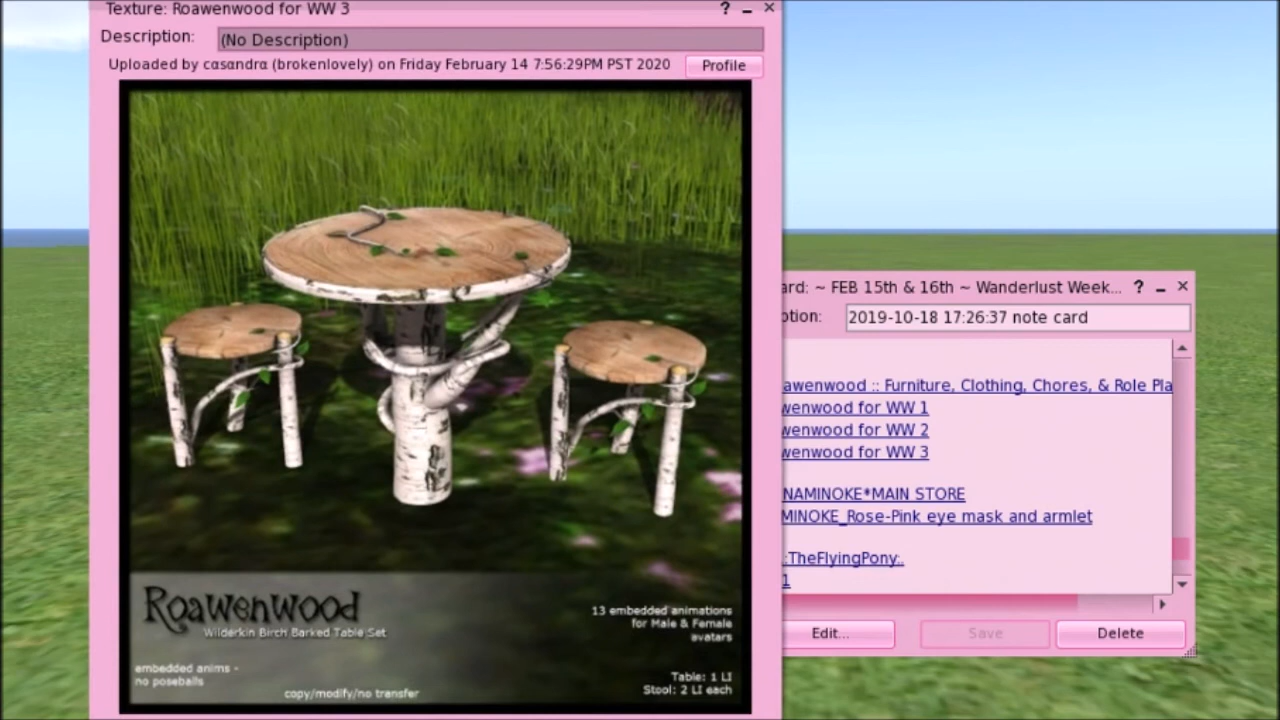 Texture: Roawenwood for WW 3
?
Description:
(No Description)
Uploaded by cαsαndrα (brokenlovely) on Friday February 14 7:56:29PM PST 2020
Profile
Roawenwood
Wilderkin Birch Barked Table Set
13 embedded animations
for Male & Female
avatars
embedded anims -
no poseballs
copy/modify/no transfer
Table: 1 LI
Stool: 2 LI each
ard: ~ FEB 15th & 16th ~ Wanderlust Week...
?
ption:
2019-10-18 17:26:37 note card
awenwood :: Furniture, Clothing, Chores, & Role Pla
wenwood for WW 1
wenwood for WW 2
wenwood for WW 3
NAMINOKE*MAIN STORE
MINOKE_Rose-Pink eye mask and armlet
.:TheFlyingPony:.
1
Edit...
Save
Delete